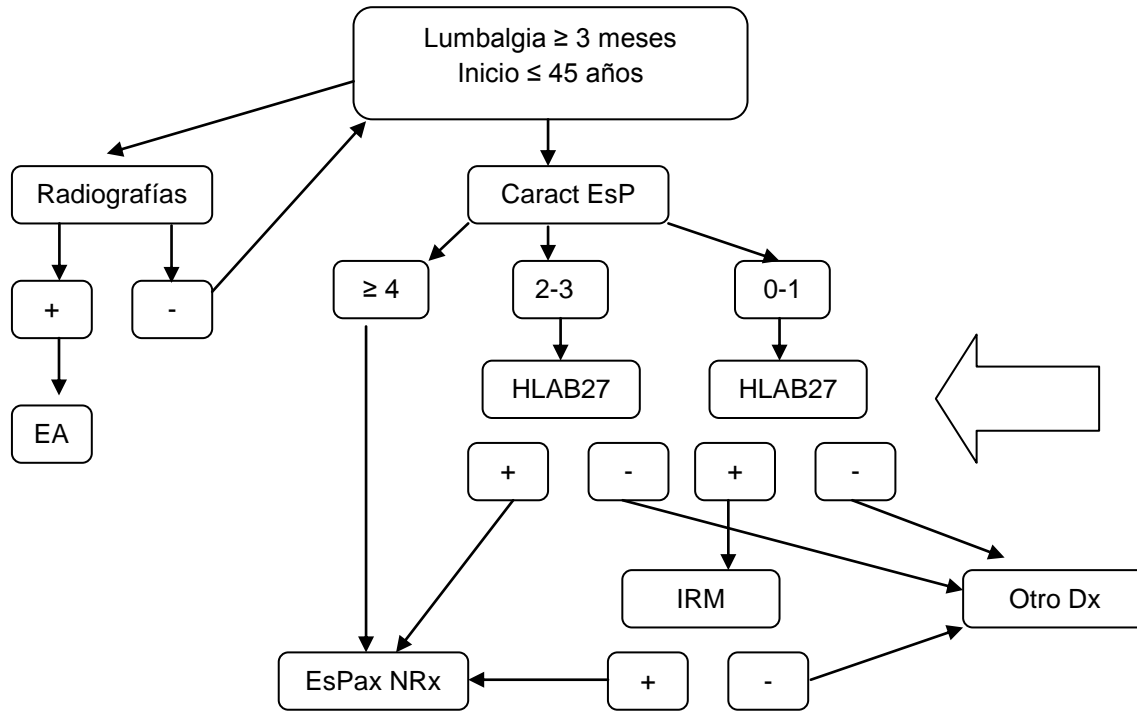 Lumbalgia ≥ 3 meses
Inicio ≤ 45 años
Radiografías
Caract EsP
+
-
≥ 4
2-3
0-1
HLAB27
HLAB27
EA
+
-
+
-
IRM
Otro Dx
EsPax NRx
+
-